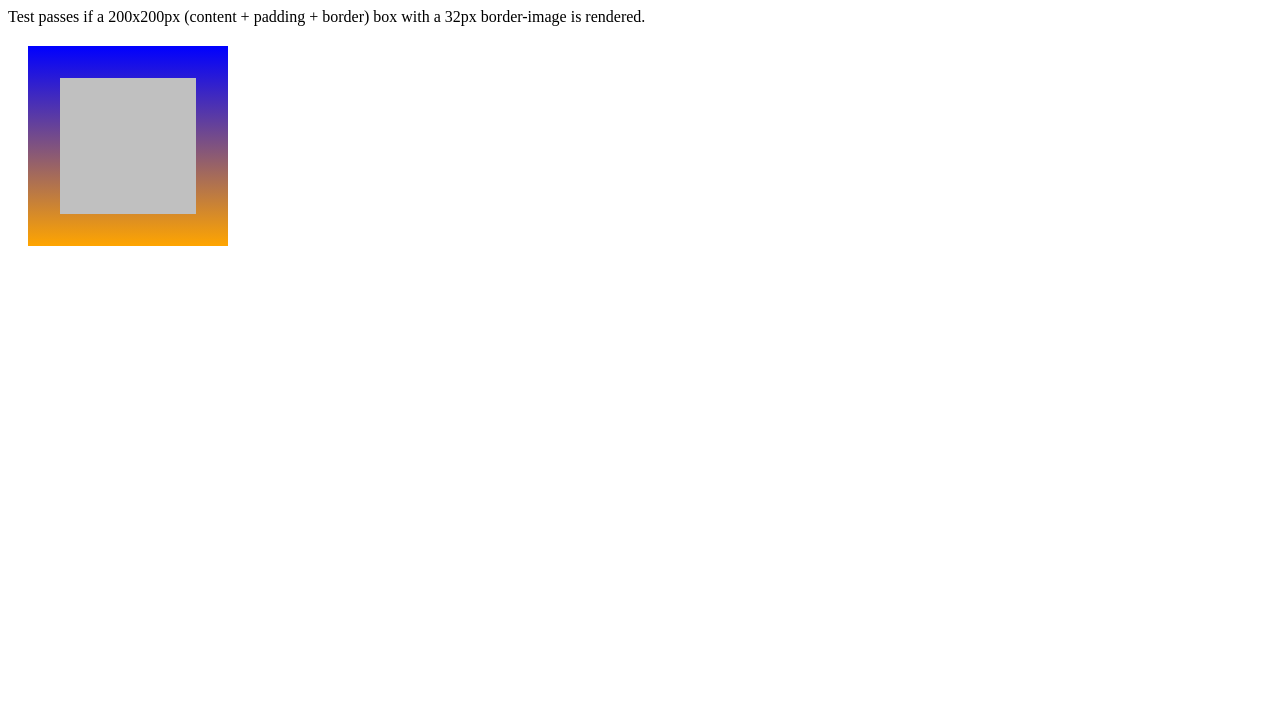 Test passes if a 200x200px (content + padding + border) box with a 32px border-image is rendered.